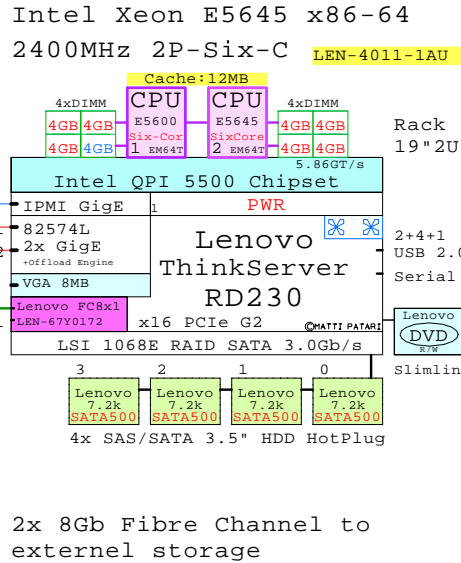 Intel Xeon E5645 x86-64
2400MHz 2P-Six-C LEN-4011-1AU
Cache:12MB
4xDIMM CPU CPU 4xDIMM
4GB 4GB E5600 E5645 4GB 4GB
Six-Cor SixCore
4GB 4GB 1 EM64T 2 EM64T 4GB 4GB
Rack
19"2U
5.86GT/s
Intel QPI 5500 Chipset
IPMI GigE 1 PWR
82574L
2x GigE
+Offload Engine
Lenovo
ThinkServer
RD230
2+4+1
USB 2.0
Serial
VGA 8MB
Lenovo FC8x1
LEN-67Y0172
x16 PCIe G2 ©MATTI PATARI
Lenovo
DVD
R/W
Slimlin
LSI 1068E RAID SATA 3.0Gb/s
3 2 1 0
Lenovo Lenovo Lenovo Lenovo
7.2k 7.2k 7.2k 7.2k
SATA500 SATA500 SATA500 SATA500
4x SAS/SATA 3.5" HDD HotPlug
2x 8Gb Fibre Channel to
externel storage